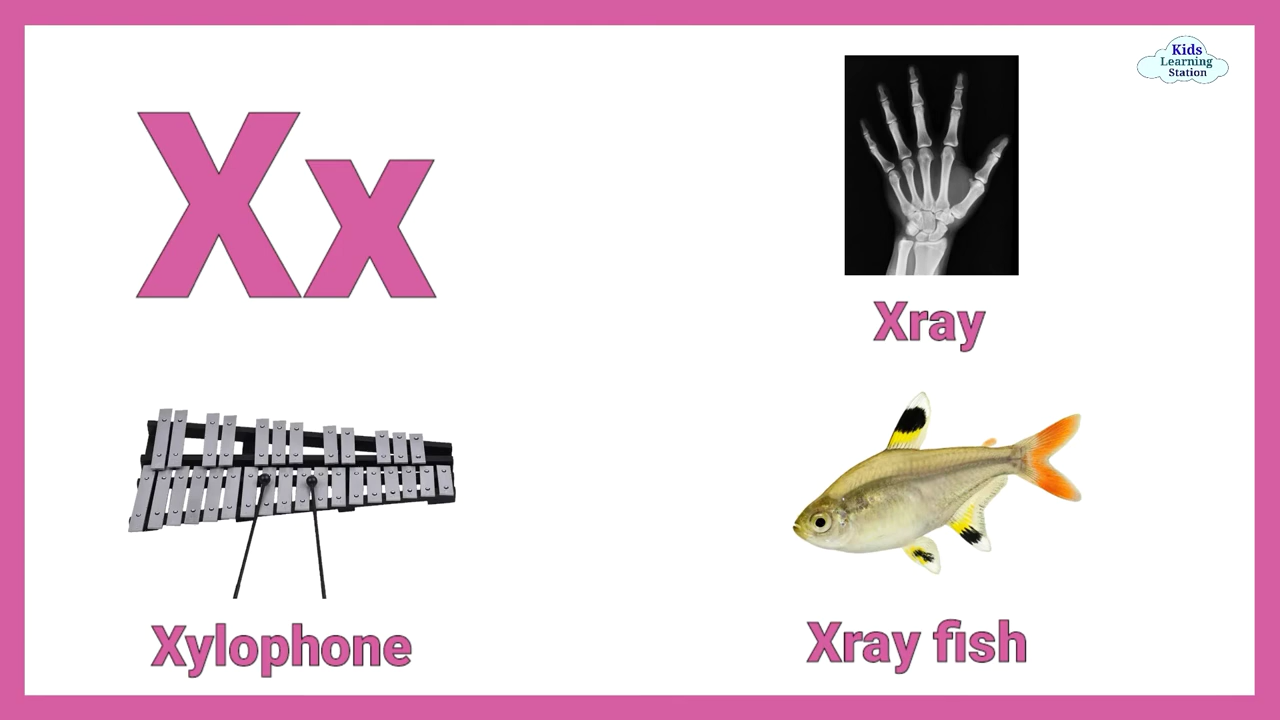 Kids
Learning
Station
Xx
Xray
Xylophone
Xray fish